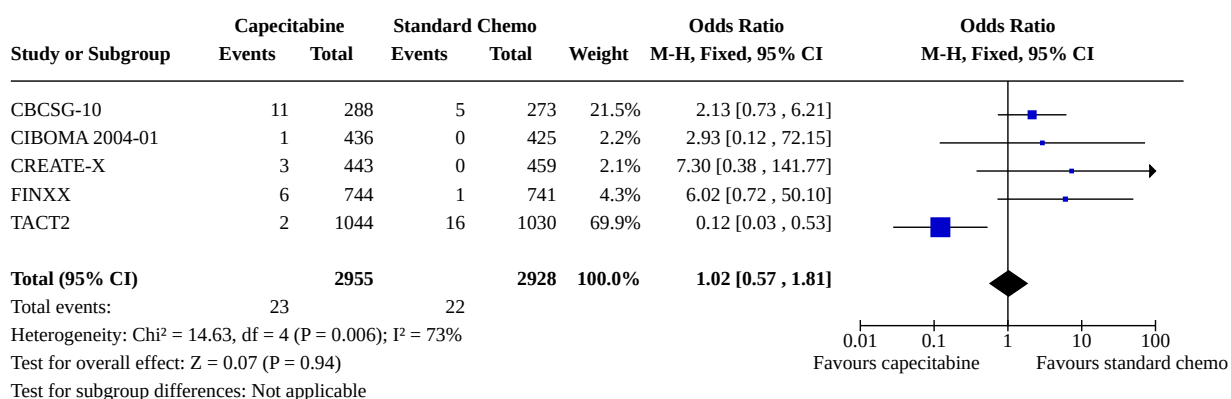 Capecitabine Standard Chemo Odds Ratio Odds Ratio
Study or Subgroup Events Total Events Total Weight M-H, Fixed, 95% CI M-H, Fixed, 95% CI
CBCSG-10 11 288 5 273 21.5% 2.13 [0.73 , 6.21]
CIBOMA 2004-01 1 436 0 425 2.2% 2.93 [0.12 , 72.15]
CREATE-X 3 443 0 459 2.1% 7.30 [0.38 , 141.77]
FINXX 6 744 1 741 4.3% 6.02 [0.72 , 50.10]
TACT2 2 1044 16 1030 69.9% 0.12 [0.03 , 0.53]
Total (95% CI) 2955 2928 100.0% 1.02 [0.57 , 1.81]
Total events: 23 22
Heterogeneity: Chi² = 14.63, df = 4 (P = 0.006); I² = 73%
Test for overall effect: Z = 0.07 (P = 0.94)
Test for subgroup differences: Not applicable
0.01 0.1 1 10 100
Favours capecitabine Favours standard chemo